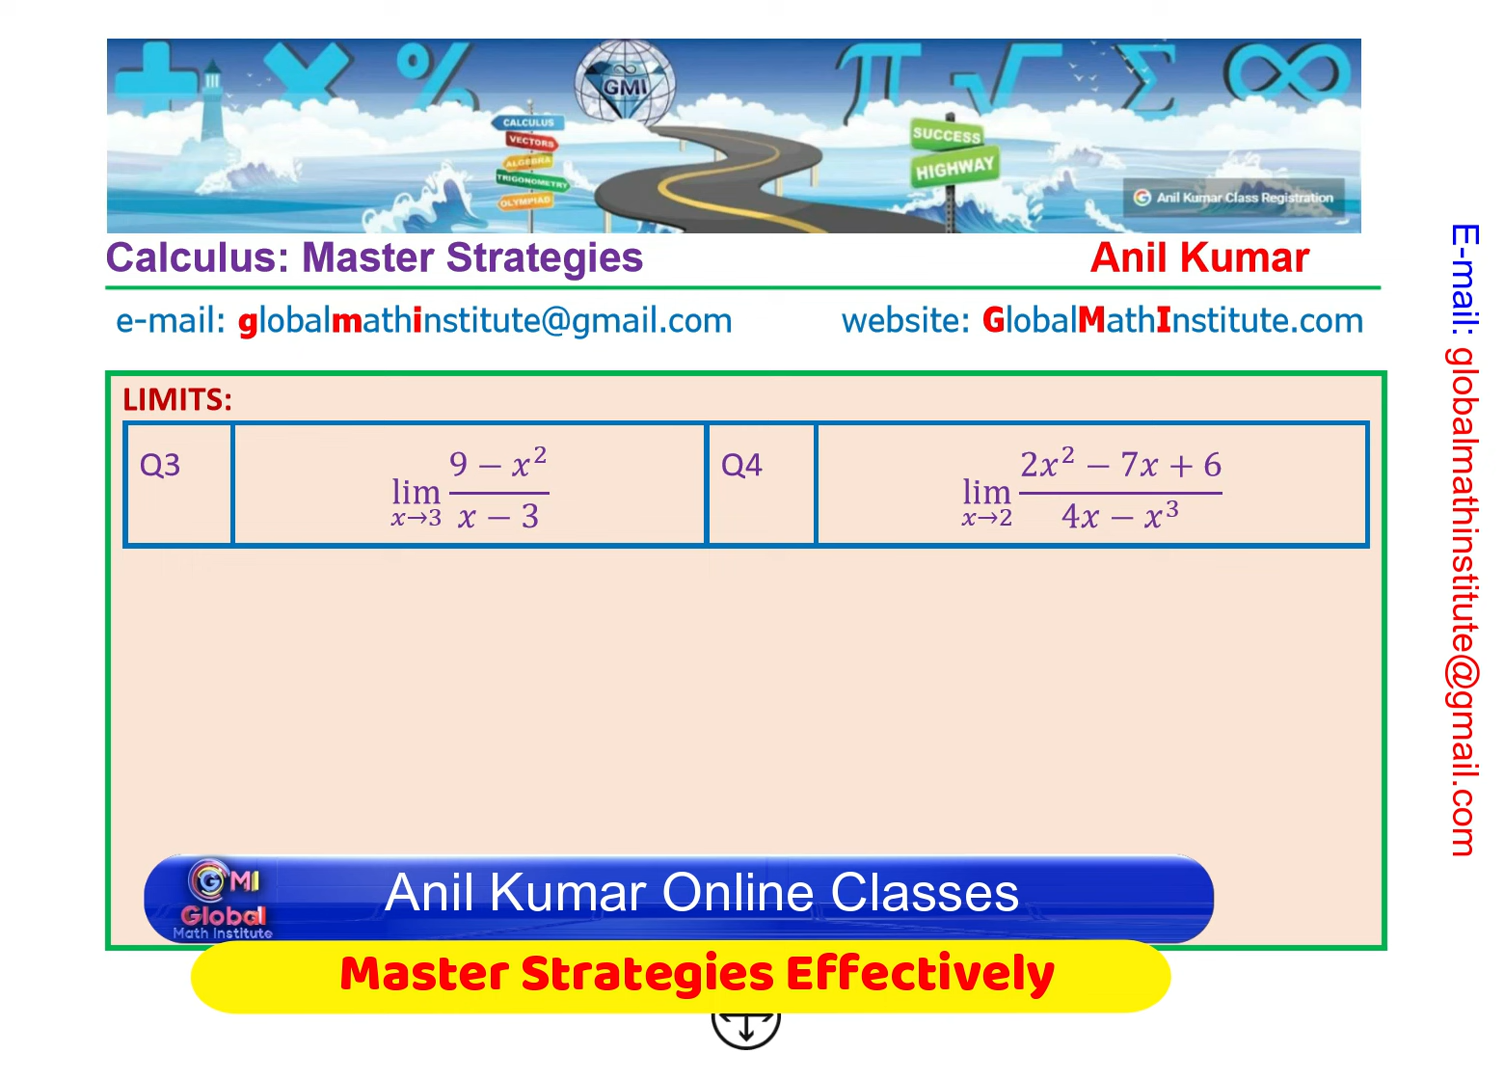 + × % π √ Σ ∞
GMI
CALCULUS
VECTORS
ALGEBRA
TRIGONOMETRY
OLYMPIAD
SUCCESS
HIGHWAY
G Anil Kumar Class Registration
Calculus: Master Strategies Anil Kumar
e-mail: globalmathinstitute@gmail.com website: GlobalMathInstitute.com
LIMITS:
Q3 lim x→3 (9 − x²)/(x − 3) Q4 lim x→2 (2x² − 7x + 6)/(4x − x³)
GMI
Global
Math Institute
Anil Kumar Online Classes
Master Strategies Effectively
E-mail: globalmathinstitute@gmail.com